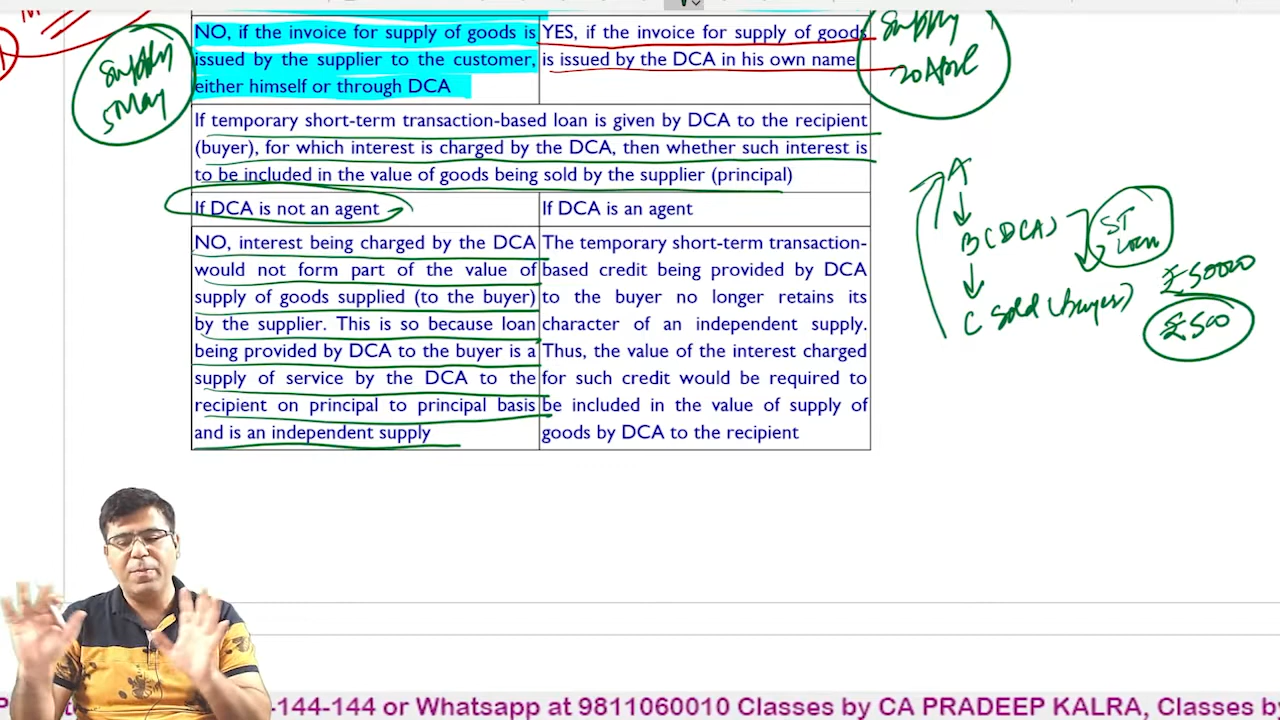 NO, if the invoice for supply of goods is
issued by the supplier to the customer,
either himself or through DCA
YES, if the invoice for supply of goods
is issued by the DCA in his own name
Supply
5 May
Supply
20 April
If temporary short-term transaction-based loan is given by DCA to the recipient
(buyer), for which interest is charged by the DCA, then whether such interest is
to be included in the value of goods being sold by the supplier (principal)
If DCA is not an agent
If DCA is an agent
NO, interest being charged by the DCA
would not form part of the value of
supply of goods supplied (to the buyer)
by the supplier. This is so because loan
being provided by DCA to the buyer is a
supply of service by the DCA to the
recipient on principal to principal basis
and is an independent supply
The temporary short-term transaction-
based credit being provided by DCA
to the buyer no longer retains its
character of an independent supply.
Thus, the value of the interest charged
for such credit would be required to
be included in the value of supply of
goods by DCA to the recipient
A
B (DCA)
C Sold (buyer)
ST
Loan
₹50000
₹500
-144-144 or Whatsapp at 9811060010 Classes by CA PRADEEP KALRA, Classes by